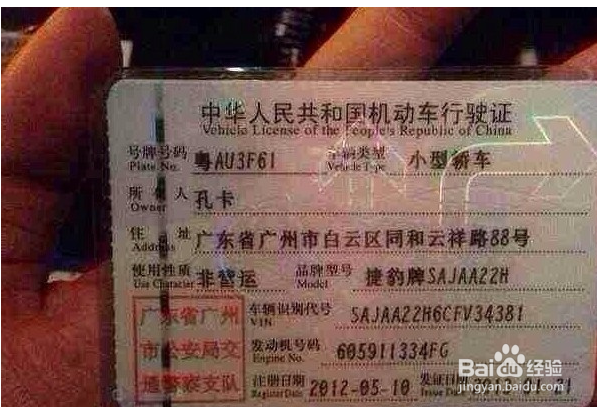 中华人民共和国机动车行驶证
Vehicle License of the People's Republic of China
号牌号码 粤AU3F61 车辆类型 小型轿车
Plate No. Vehicle Type
所有人 孔卡
Owner
住址 广东省广州市白云区同和云祥路88号
Address
使用性质 非营运 品牌型号 捷豹牌SAJAA22H
Use Character Model
广东省广州 车辆识别代号 SAJAA22H6CFV34381
VIN
市公安局交 发动机号码 605911334FG
Engine No.
通警察支队 注册日期 2012-05-10 发证日期
Register Date
Baidu经验
jingyan.baidu.com